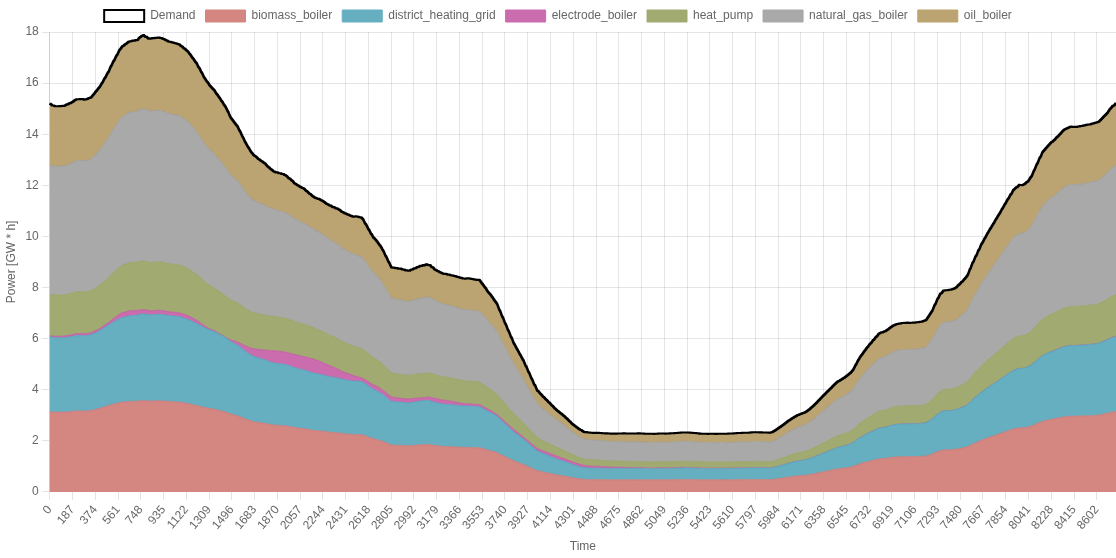 Demand biomass_boiler district_heating_grid electrode_boiler heat_pump natural_gas_boiler oil_boiler
18
16
14
12
10
8
6
4
2
0
Power [GW * h]
0 187 374 561 748 935 1122 1309 1496 1683 1870 2057 2244 2431 2618 2805 2992 3179 3366 3553 3740 3927 4114 4301 4488 4675 4862 5049 5236 5423 5610 5797 5984 6171 6358 6545 6732 6919 7106 7293 7480 7667 7854 8041 8228 8415 8602
Time